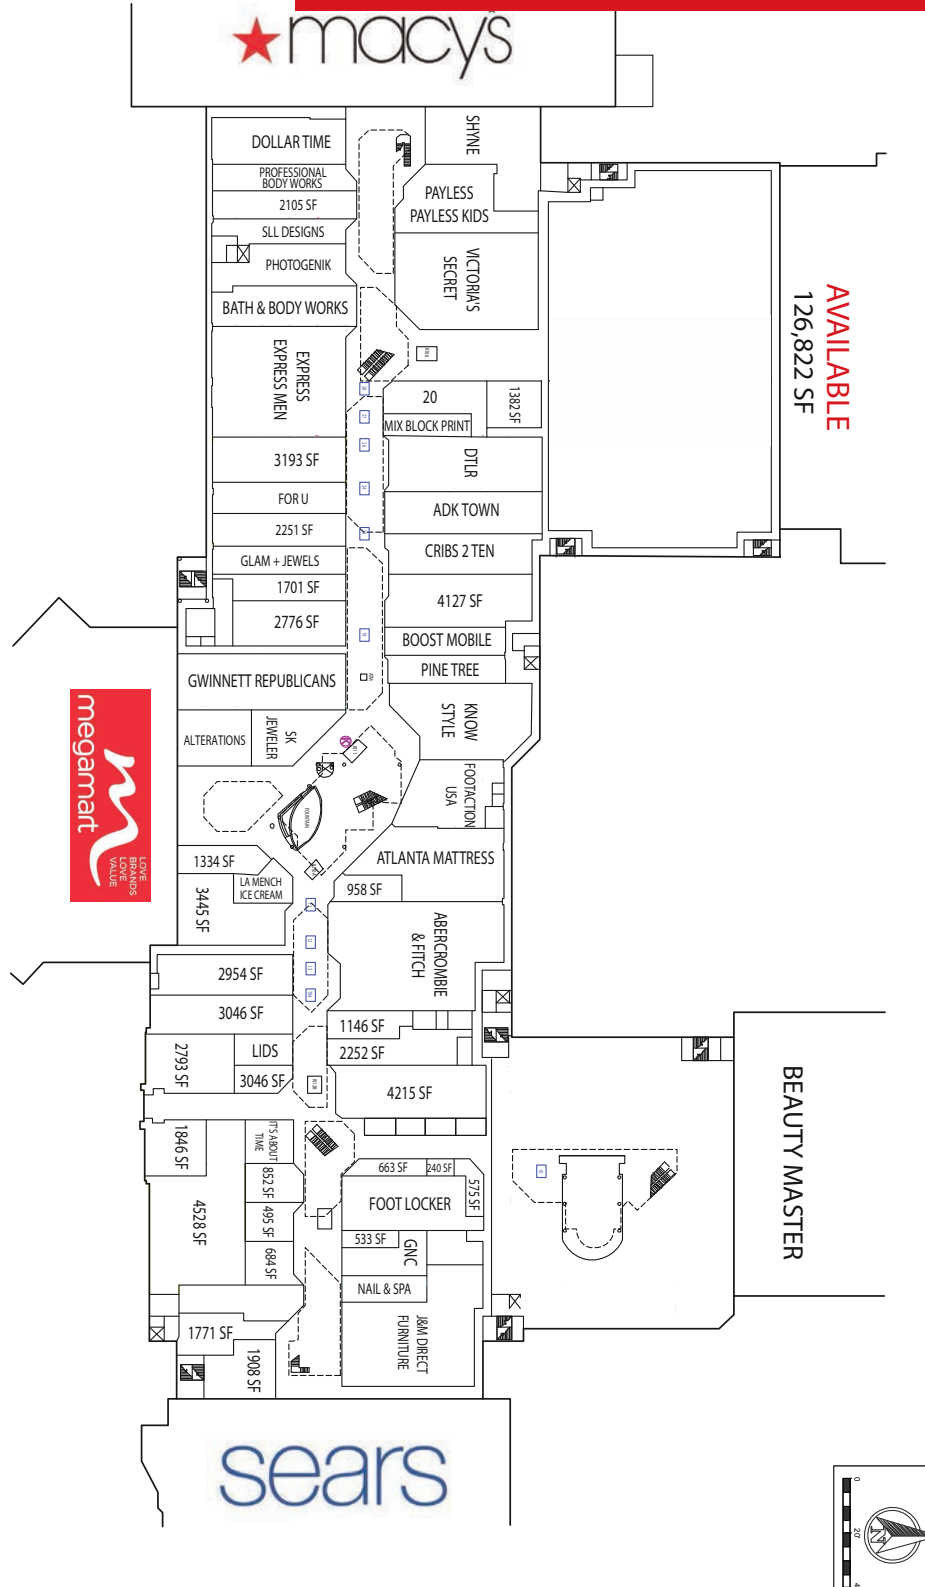 macy's
DOLLAR TIME
PROFESSIONAL
BODY WORKS
2105 SF
SLL DESIGNS
PHOTOGENIK
BATH & BODY WORKS
EXPRESS
EXPRESS MEN
3193 SF
FOR U
2251 SF
GLAM + JEWELS
1701 SF
2776 SF
GWINNETT REPUBLICANS
ALTERATIONS
SK
JEWELER
SHYNE
PAYLESS
PAYLESS KIDS
VICTORIA'S
SECRET
20
1382 SF
MIX BLOCK PRINT
DTLR
ADK TOWN
CRIBS 2 TEN
4127 SF
BOOST MOBILE
PINE TREE
KNOW
STYLE
FOOTACTION
USA
ATLANTA MATTRESS
958 SF
ABERCROMBIE
& FITCH
AVAILABLE
126,822 SF
megamart
LOVE
BRANDS
LOVE
VALUE
FOUNTAIN
1334 SF
LA MENCH
ICE CREAM
3445 SF
2954 SF
3046 SF
2793 SF
LIDS
3046 SF
1146 SF
2252 SF
4215 SF
1846 SF
IT'S ABOUT
TIME
852 SF
495 SF
684 SF
4528 SF
1771 SF
1908 SF
663 SF
240 SF
575 SF
FOOT LOCKER
533 SF
GNC
NAIL & SPA
J&M DIRECT
FURNITURE
BEAUTY MASTER
sears
0
20'
N